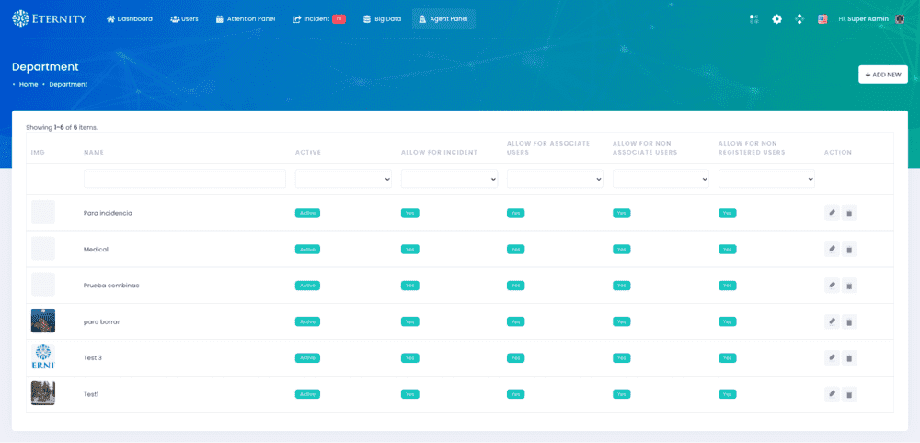 ETERNITY Dashboard Users Attention Panel Incident Big Data Agent Panel Hi Super Admin
Department
Home Department
+ ADD NEW
Showing 1-6 of 6 items.
IMG NAME ACTIVE ALLOW FOR INCIDENT ALLOW FOR ASSOCIATE USERS ALLOW FOR NON ASSOCIATE USERS ALLOW FOR NON REGISTERED USERS ACTION
Para incidencia Active Yes Yes Yes Yes
Medical Active Yes Yes Yes Yes
Prueba combinas Active Yes Yes Yes Yes
para borrar Active Yes Yes Yes Yes
ERNI Test 3 Active Yes Yes Yes Yes
Test1 Active Yes Yes Yes Yes